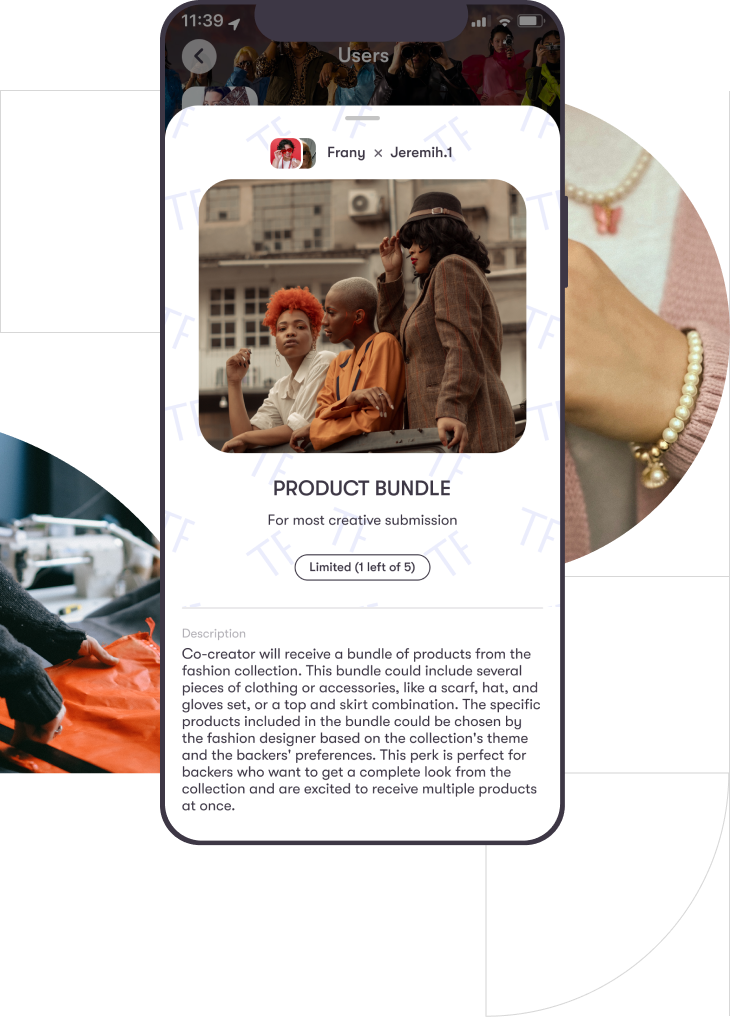 11:39
Users
Frany × Jeremih.1
PRODUCT BUNDLE
For most creative submission
Limited (1 left of 5)
Description
Co-creator will receive a bundle of products from the
fashion collection. This bundle could include several
pieces of clothing or accessories, like a scarf, hat, and
gloves set, or a top and skirt combination. The specific
products included in the bundle could be chosen by
the fashion designer based on the collection's theme
and the backers' preferences. This perk is perfect for
backers who want to get a complete look from the
collection and are excited to receive multiple products
at once.